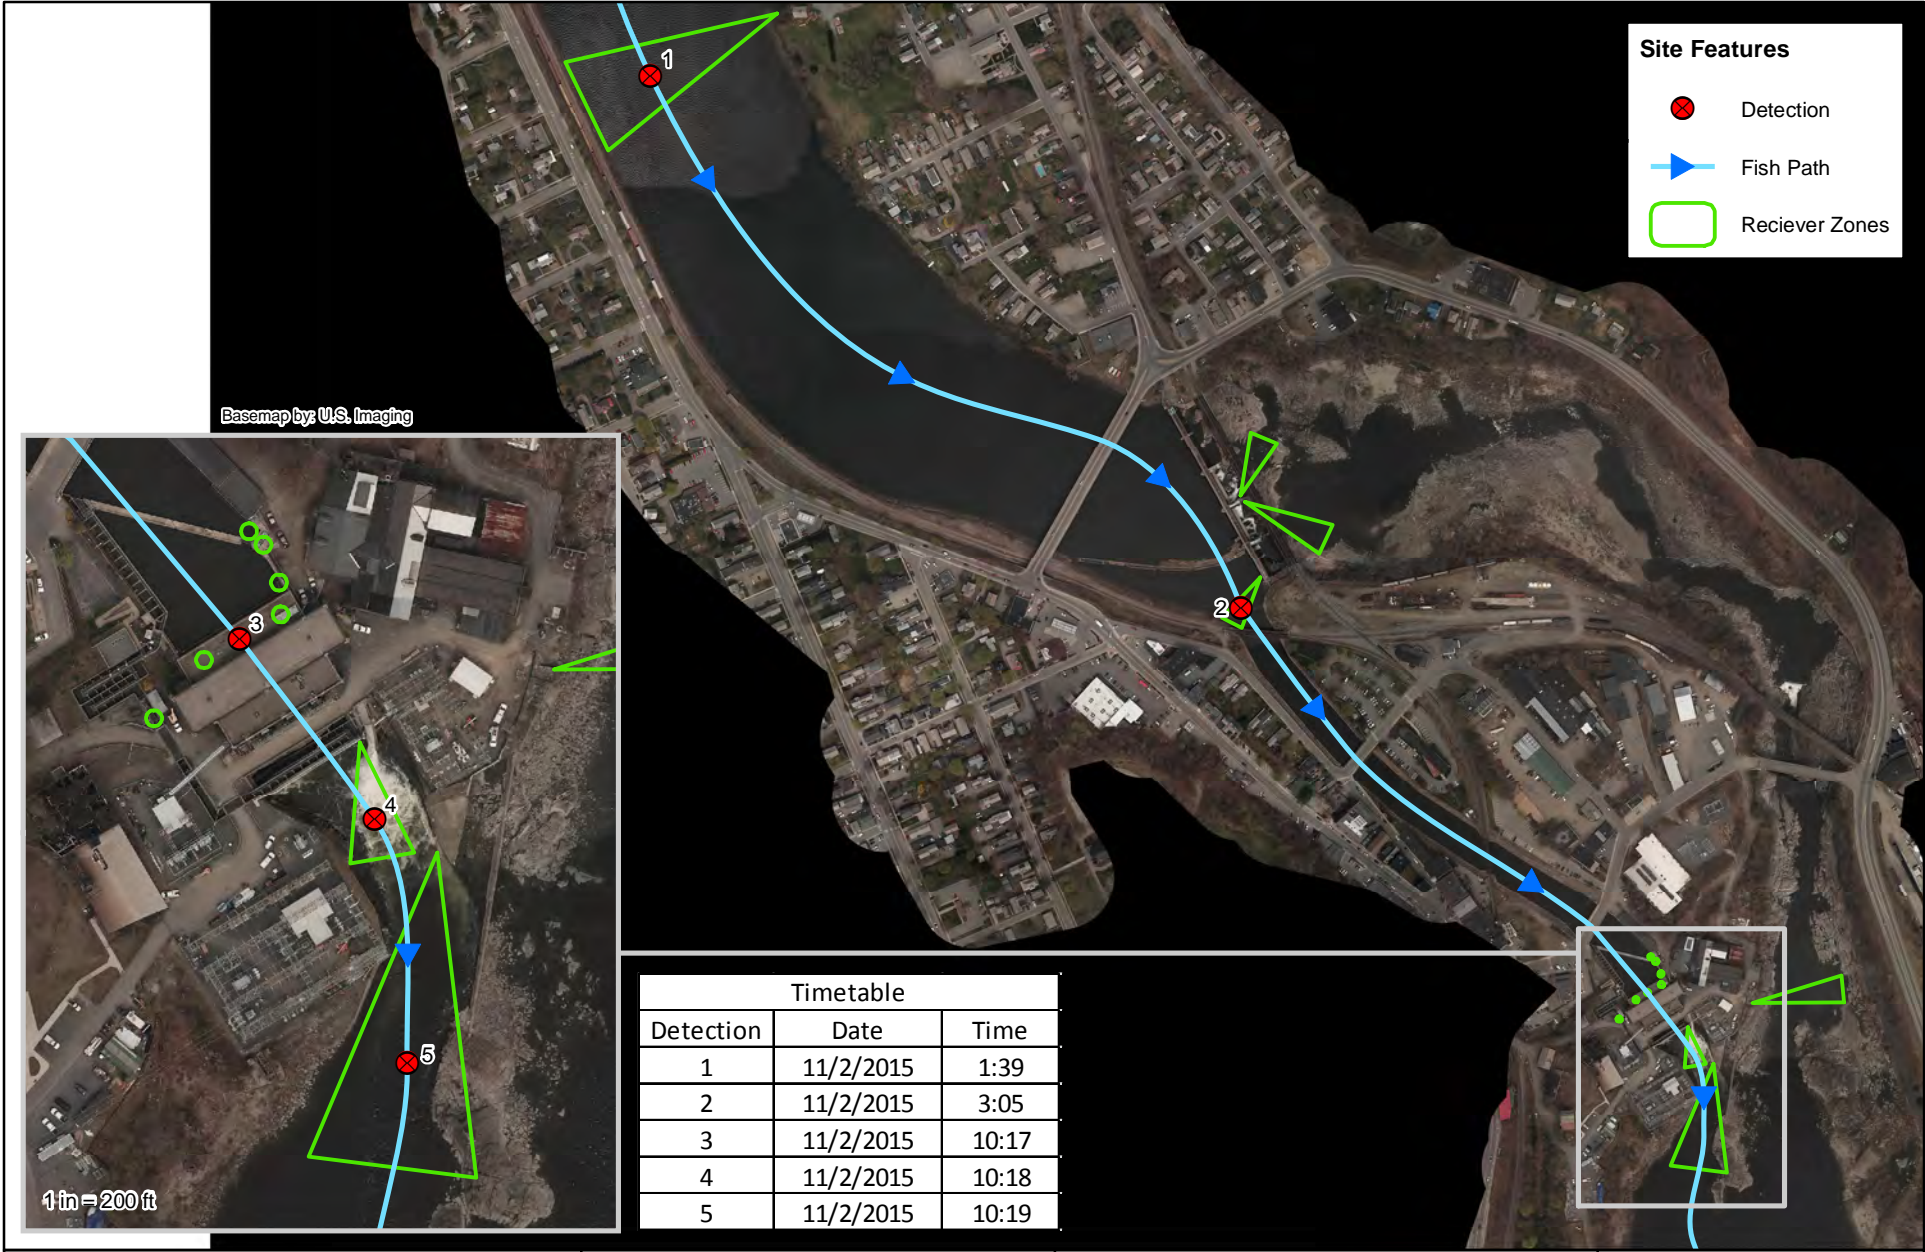 1
Site Features
Detection
Fish Path
Reciever Zones
Basemap by: U.S. Imaging
2
3
4
5
1 in = 200 ft
Timetable
Detection Date Time
1 11/2/2015 1:39
2 11/2/2015 3:05
3 11/2/2015 10:17
4 11/2/2015 10:18
5 11/2/2015 10:19